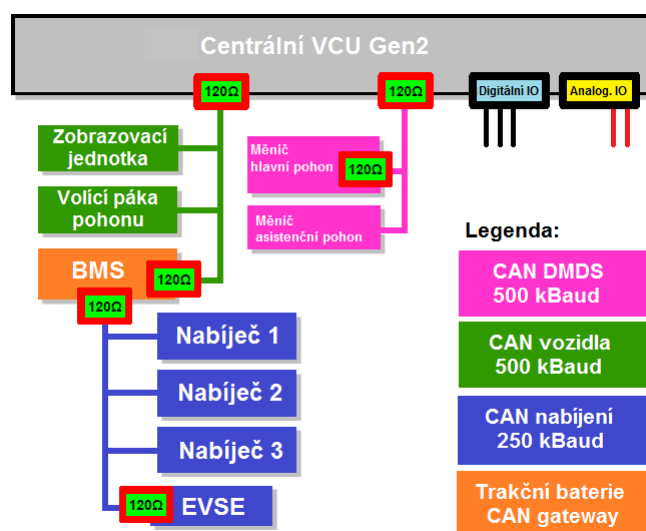 Centrální VCU Gen2
120Ω
120Ω
Digitální IO
Analog. IO
Zobrazovací
jednotka
Měnič
hlavní pohon
120Ω
Volící páka
pohonu
Měnič
asistenční pohon
Legenda:
BMS
120Ω
120Ω
CAN DMDS
500 kBaud
Nabíječ 1
CAN vozidla
500 kBaud
Nabíječ 2
CAN nabíjení
250 kBaud
Nabíječ 3
120Ω
EVSE
Trakční baterie
CAN gateway